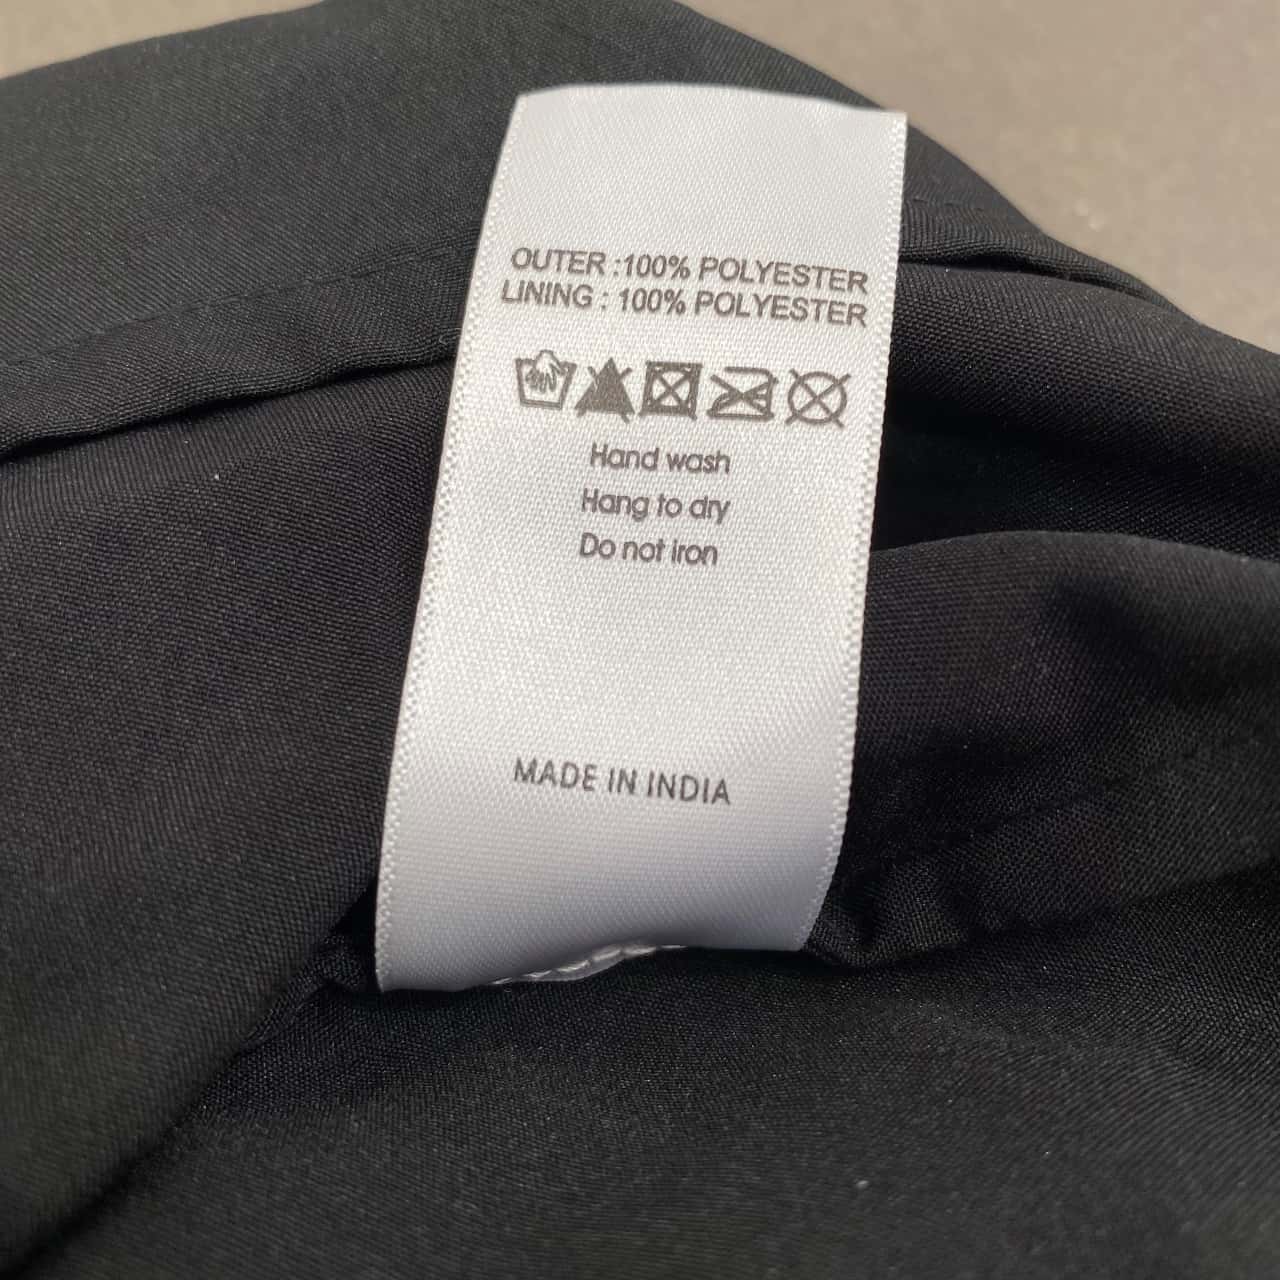 OUTER :100% POLYESTER
LINING : 100% POLYESTER
Hand wash
Hang to dry
Do not iron
MADE IN INDIA